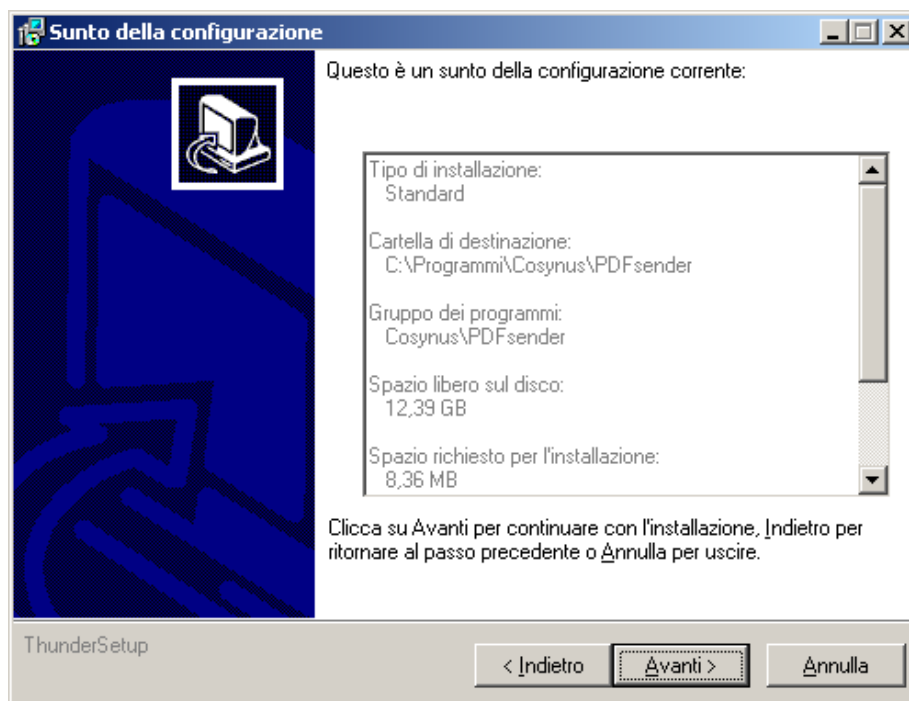 Sunto della configurazione
Questo è un sunto della configurazione corrente:
Tipo di installazione:
Standard
Cartella di destinazione:
C:\Programmi\Cosynus\PDFsender
Gruppo dei programmi:
Cosynus\PDFsender
Spazio libero sul disco:
12,39 GB
Spazio richiesto per l'installazione:
8,36 MB
Clicca su Avanti per continuare con l'installazione, Indietro per
ritornare al passo precedente o Annulla per uscire.
ThunderSetup
< Indietro
Avanti >
Annulla